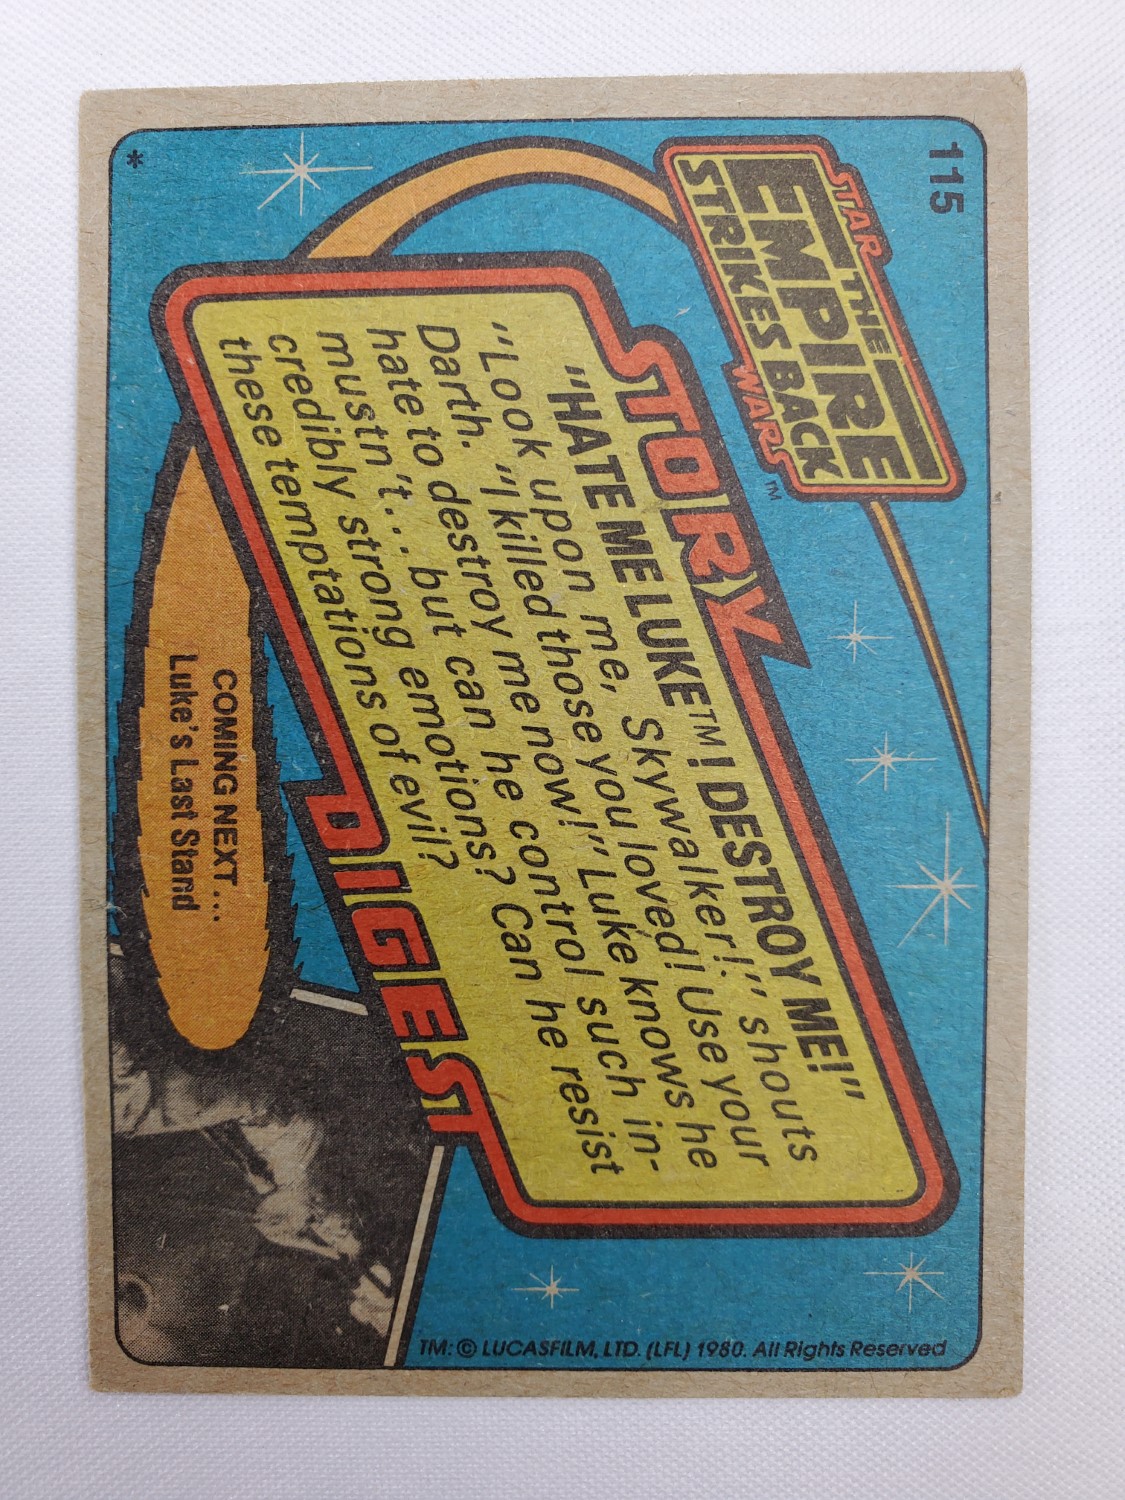 115
STAR
THE
EMPIRE
STRIKES BACK
WARS™
STORY
"HATE ME LUKE™! DESTROY ME!"
"Look upon me, Skywalker!" shouts
Darth. "I killed those you loved! Use your
hate to destroy me now!" Luke knows he
mustn't... but can he control such in-
credibly strong emotions? Can he resist
these temptations of evil?
DIGEST
COMING NEXT...
Luke's Last Stand
*
TM: © LUCASFILM, LTD. (LFL) 1980. All Rights Reserved